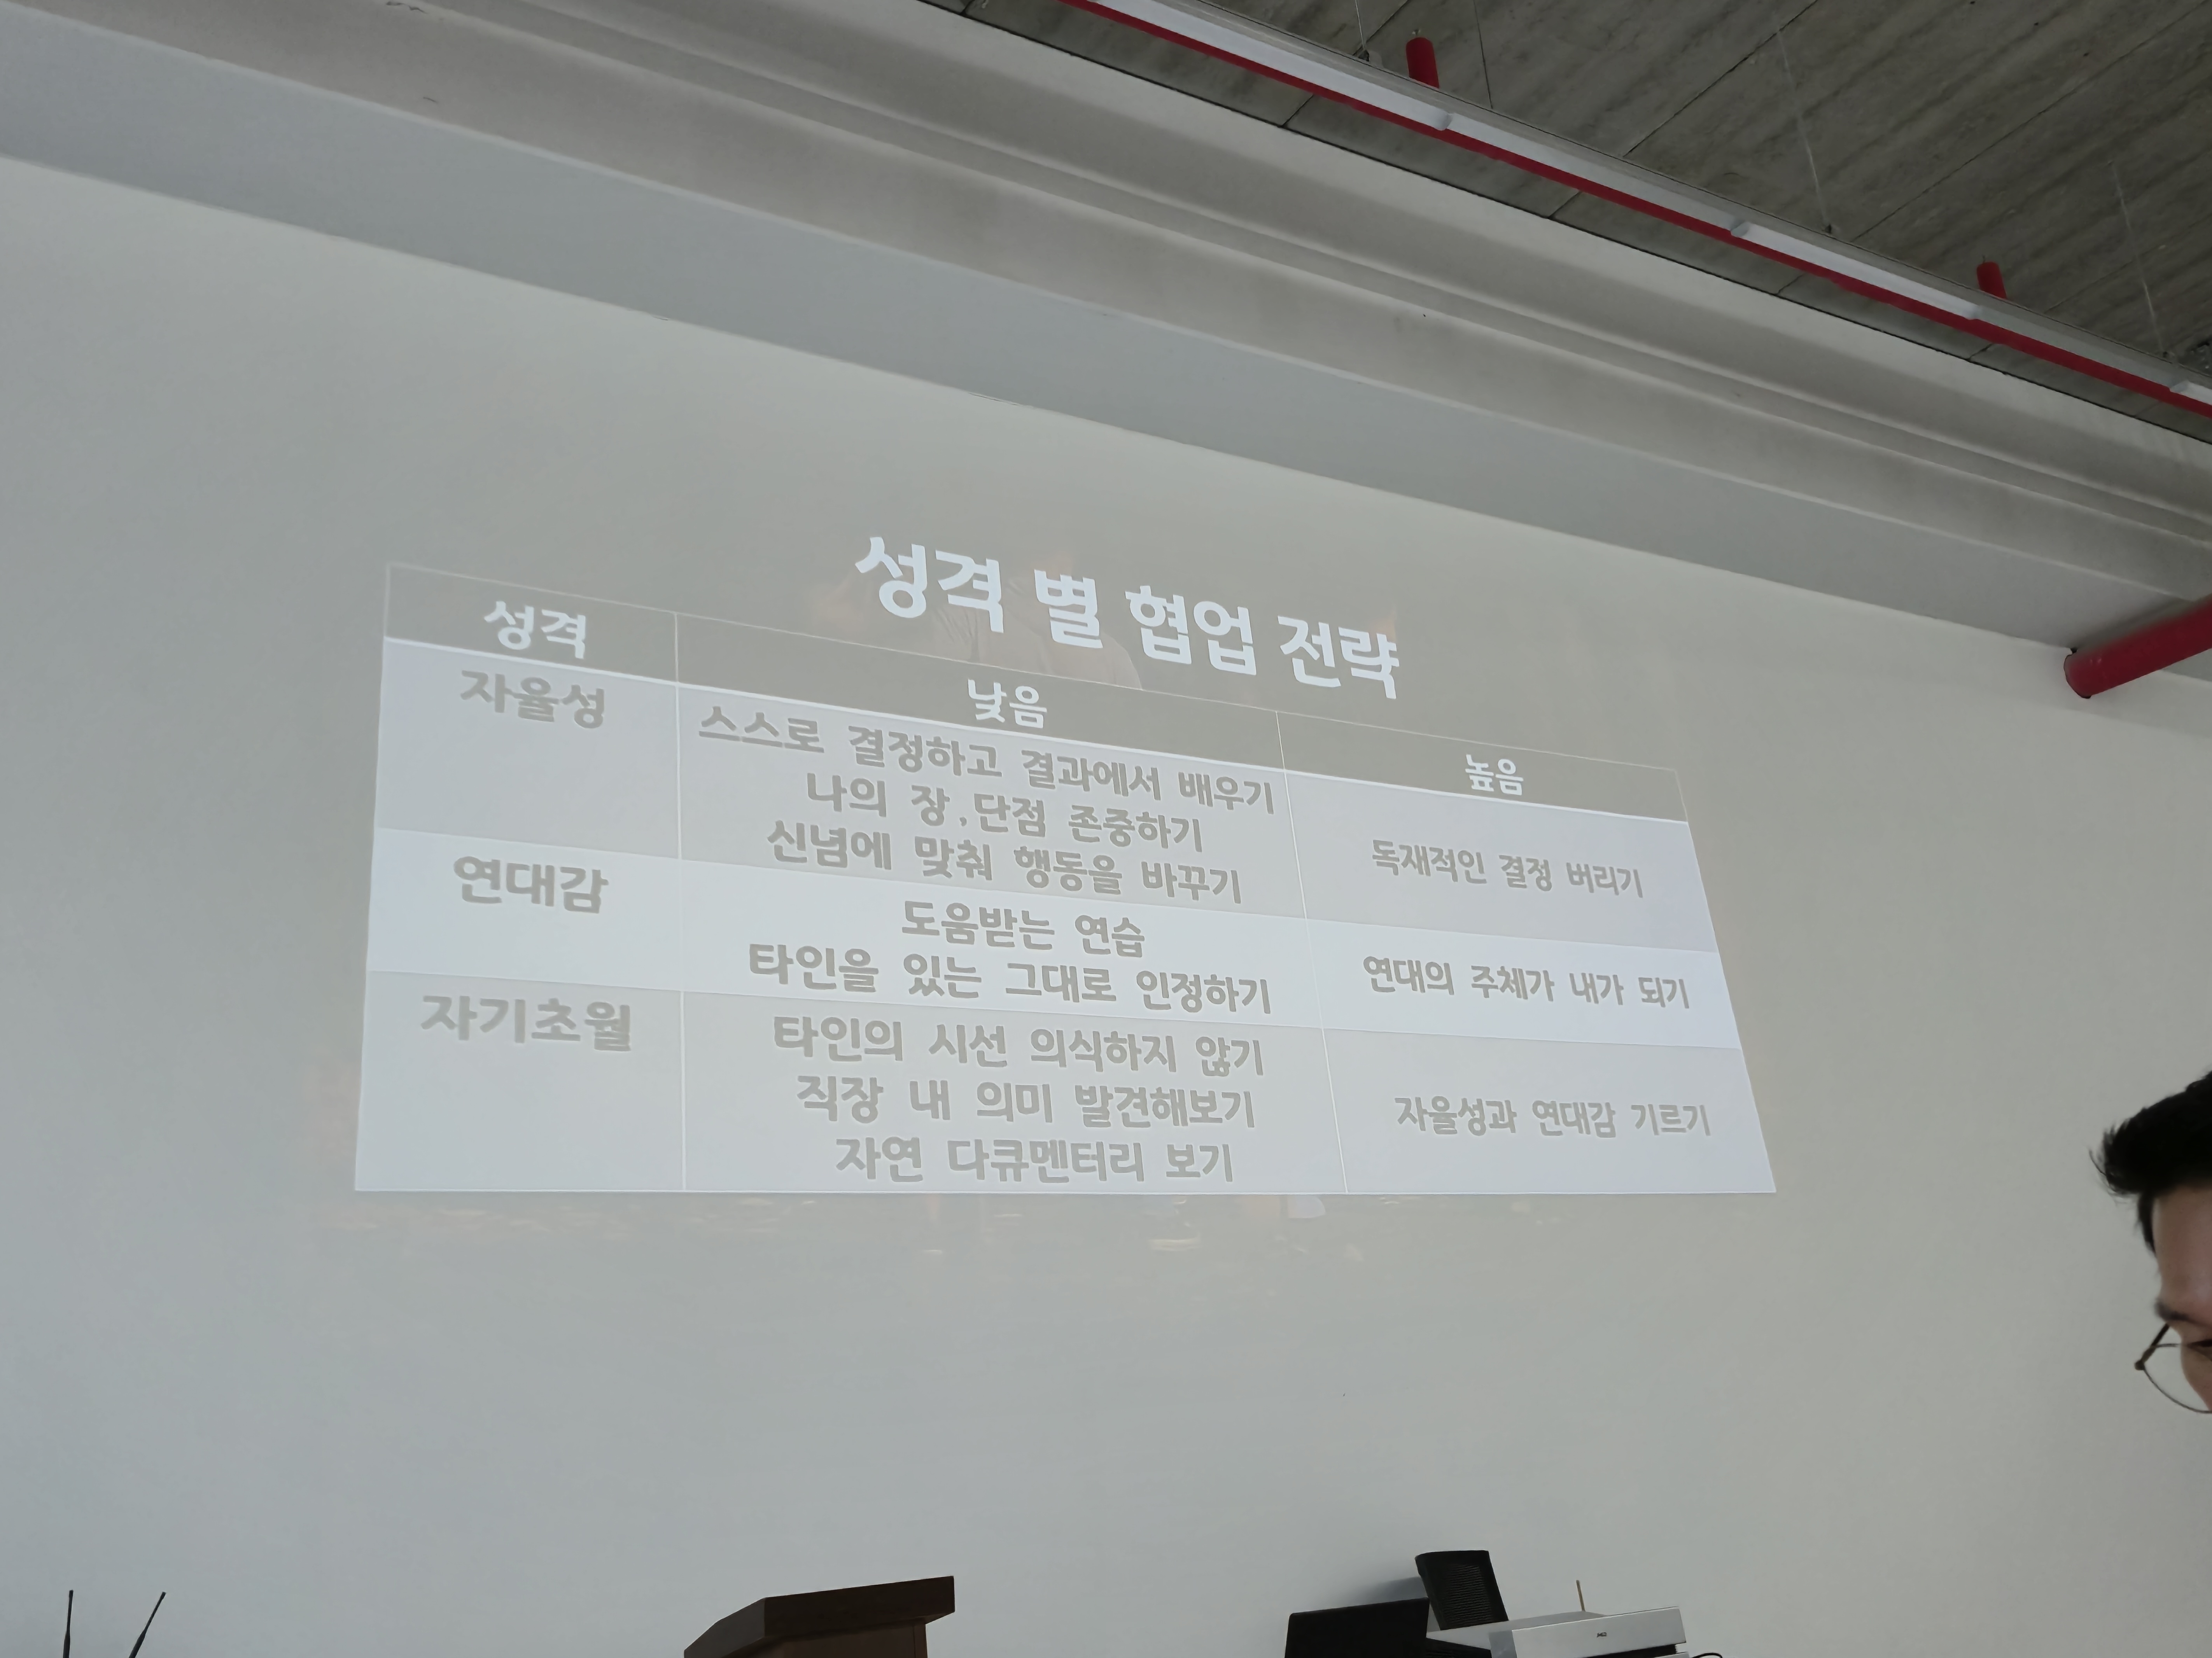 성격 별 협업 전략
성격
낮음
높음
자율성
스스로 결정하고 결과에서 배우기
나의 장,단점 존중하기
신념에 맞춰 행동을 바꾸기
독재적인 결정 버리기
연대감
도움받는 연습
타인을 있는 그대로 인정하기
연대의 주체가 내가 되기
자기초월
타인의 시선 의식하지 않기
직장 내 의미 발견해보기
자연 다큐멘터리 보기
자율성과 연대감 기르기